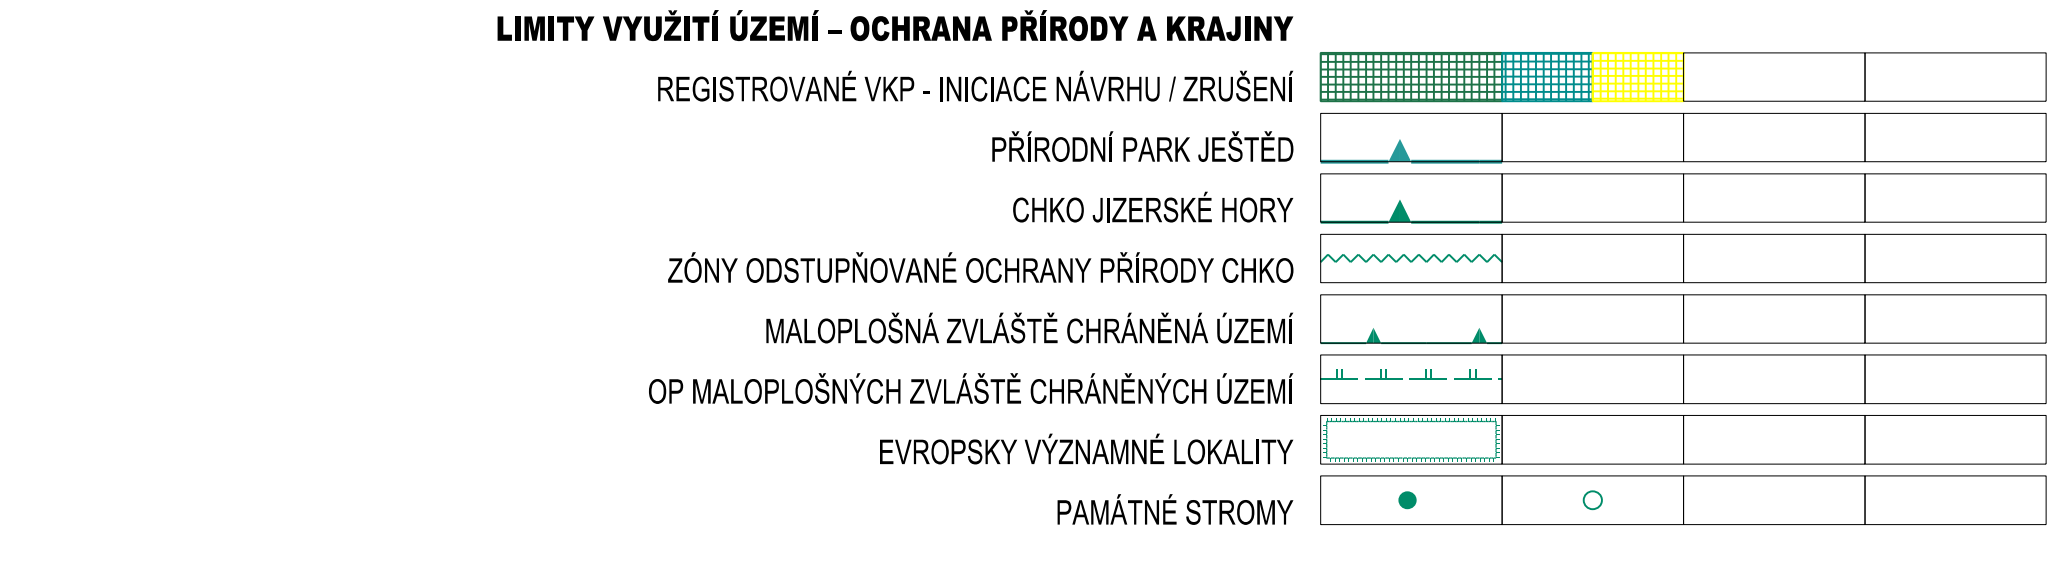 LIMITY VYUŽITÍ ÚZEMÍ – OCHRANA PŘÍRODY A KRAJINY
REGISTROVANÉ VKP - INICIACE NÁVRHU / ZRUŠENÍ
PŘÍRODNÍ PARK JEŠTĚD
CHKO JIZERSKÉ HORY
ZÓNY ODSTUPŇOVANÉ OCHRANY PŘÍRODY CHKO
MALOPLOŠNÁ ZVLÁŠTĚ CHRÁNĚNÁ ÚZEMÍ
OP MALOPLOŠNÝCH ZVLÁŠTĚ CHRÁNĚNÝCH ÚZEMÍ
EVROPSKY VÝZNAMNÉ LOKALITY
PAMÁTNÉ STROMY